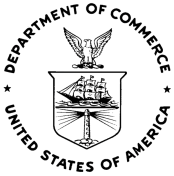 DEPARTMENT OF COMMERCE
UNITED STATES OF AMERICA